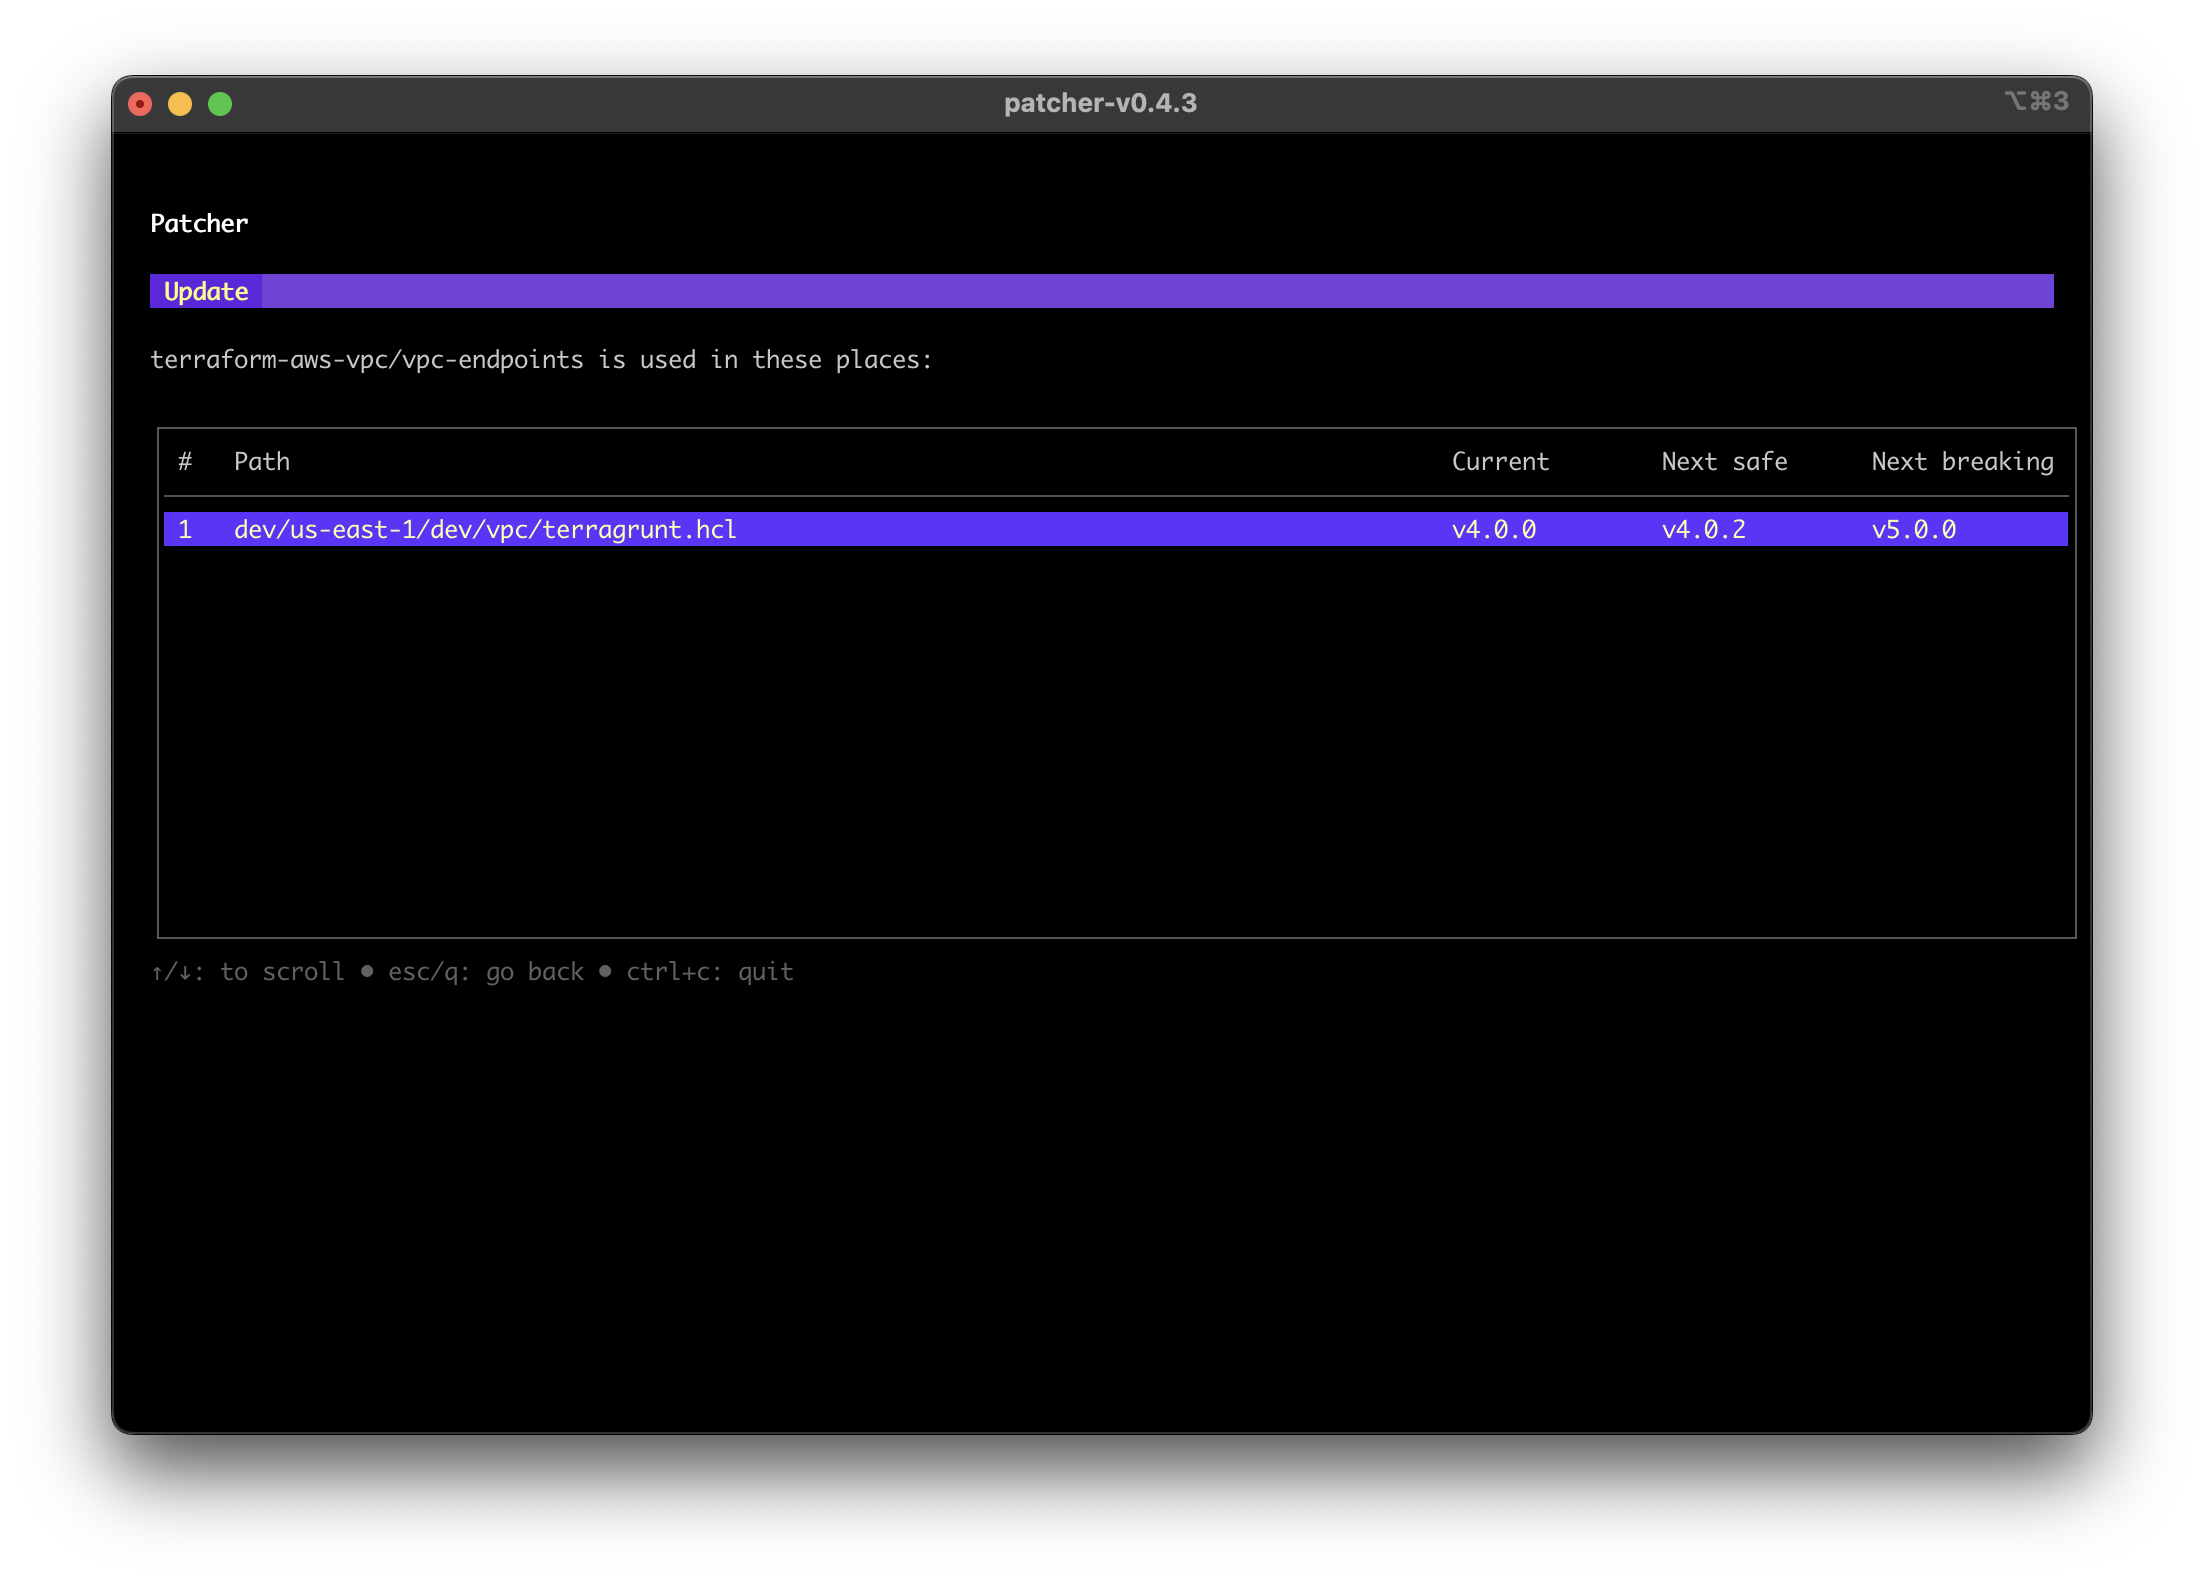 patcher-v0.4.3 ⌥⌘3
Patcher
Update
terraform-aws-vpc/vpc-endpoints is used in these places:
# Path Current Next safe Next breaking
1 dev/us-east-1/dev/vpc/terragrunt.hcl v4.0.0 v4.0.2 v5.0.0
↑/↓: to scroll • esc/q: go back • ctrl+c: quit